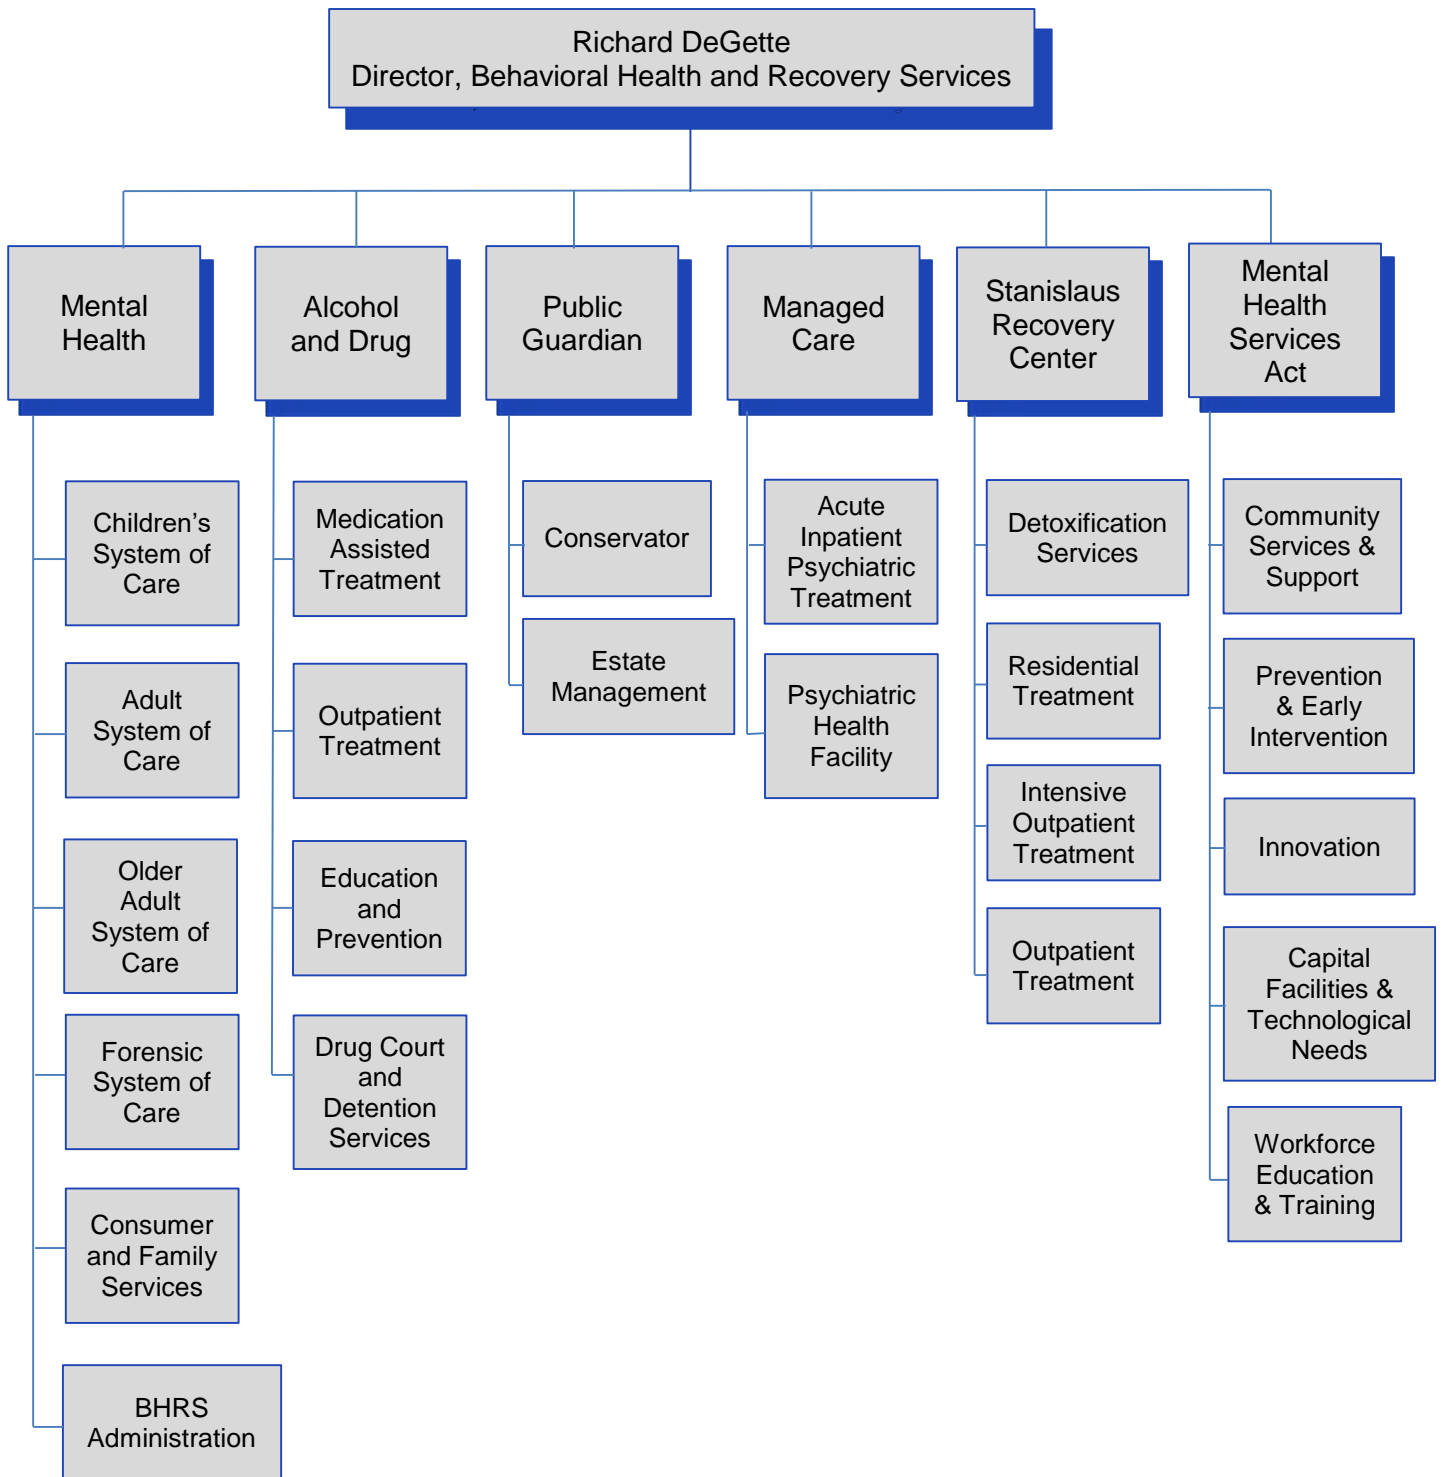 Richard DeGette
Director, Behavioral Health and Recovery Services
Mental
Health
Alcohol
and Drug
Public
Guardian
Managed
Care
Stanislaus
Recovery
Center
Mental
Health
Services
Act
Children’s
System of
Care
Adult
System of
Care
Older
Adult
System of
Care
Forensic
System of
Care
Consumer
and Family
Services
BHRS
Administration
Medication
Assisted
Treatment
Outpatient
Treatment
Education
and
Prevention
Drug Court
and
Detention
Services
Conservator
Estate
Management
Acute
Inpatient
Psychiatric
Treatment
Psychiatric
Health
Facility
Detoxification
Services
Residential
Treatment
Intensive
Outpatient
Treatment
Outpatient
Treatment
Community
Services &
Support
Prevention
& Early
Intervention
Innovation
Capital
Facilities &
Technological
Needs
Workforce
Education
& Training